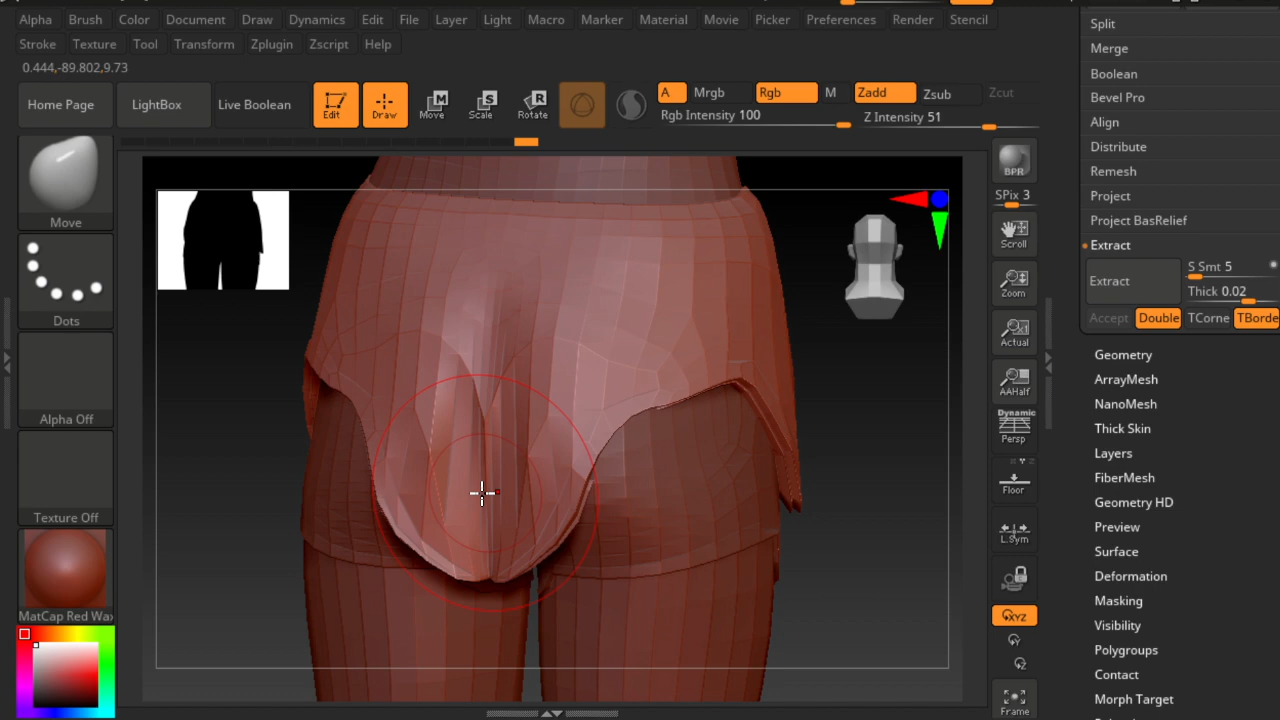 Alpha Brush Color Document Draw Dynamics Edit File Layer Light Macro Marker Material Movie Picker Preferences Render Stencil
Stroke Texture Tool Transform Zplugin Zscript Help
0.444,-89.802,9.73
Home Page LightBox Live Boolean Edit Draw Move Scale Rotate
M S R
A Mrgb Rgb M Zadd Zsub Zcut
Rgb Intensity 100 Z Intensity 51
Move
Dots
Alpha Off
Texture Off
MatCap Red Wax
BPR
SPix 3
Scroll
Zoom
Actual
AAHalf
Dynamic
Persp
Floor
L.Sym
XYZ
Y
Z
Frame
Split
Merge
Boolean
Bevel Pro
Align
Distribute
Remesh
Project
Project BasRelief
Extract
Extract S Smt 5
Thick 0.02
Accept Double TCorne TBorde
Geometry
ArrayMesh
NanoMesh
Thick Skin
Layers
FiberMesh
Geometry HD
Preview
Surface
Deformation
Masking
Visibility
Polygroups
Contact
Morph Target